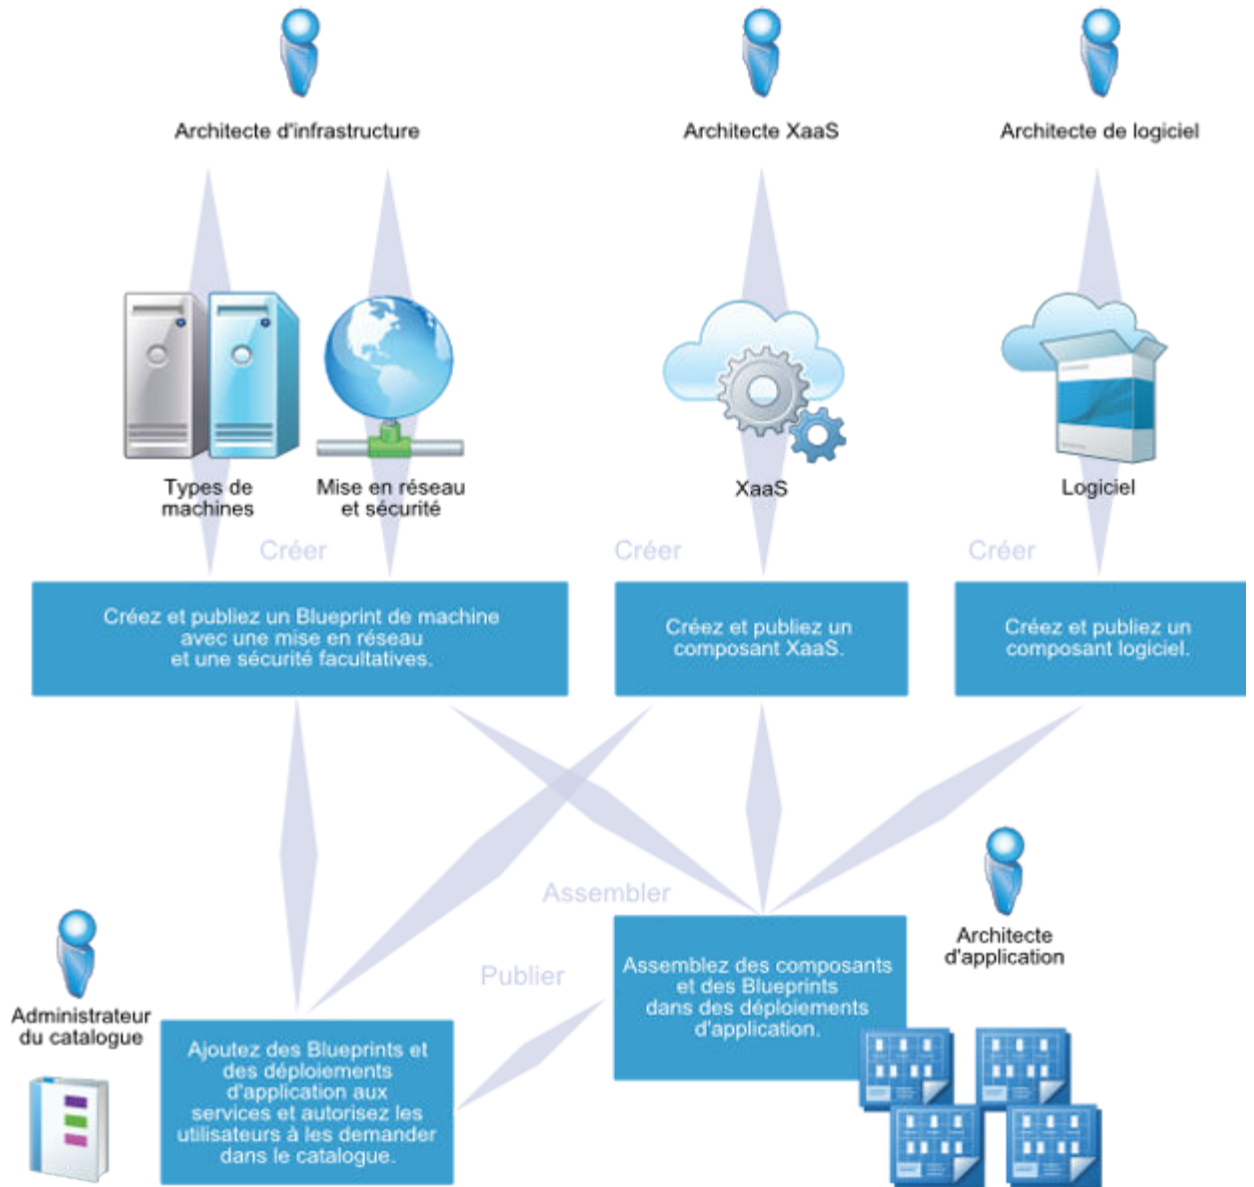 Architecte d'infrastructure
Architecte XaaS
Architecte de logiciel
Types de
machines
Mise en réseau
et sécurité
XaaS
Logiciel
Créer
Créer
Créer
Créez et publiez un Blueprint de machine
avec une mise en réseau
et une sécurité facultatives.
Créez et publiez un
composant XaaS.
Créez et publiez un
composant logiciel.
Assembler
Architecte
d'application
Publier
Assemblez des composants
et des Blueprints
dans des déploiements
d'application.
Administrateur
du catalogue
Ajoutez des Blueprints et
des déploiements
d'application aux
services et autorisez les
utilisateurs à les demander
dans le catalogue.